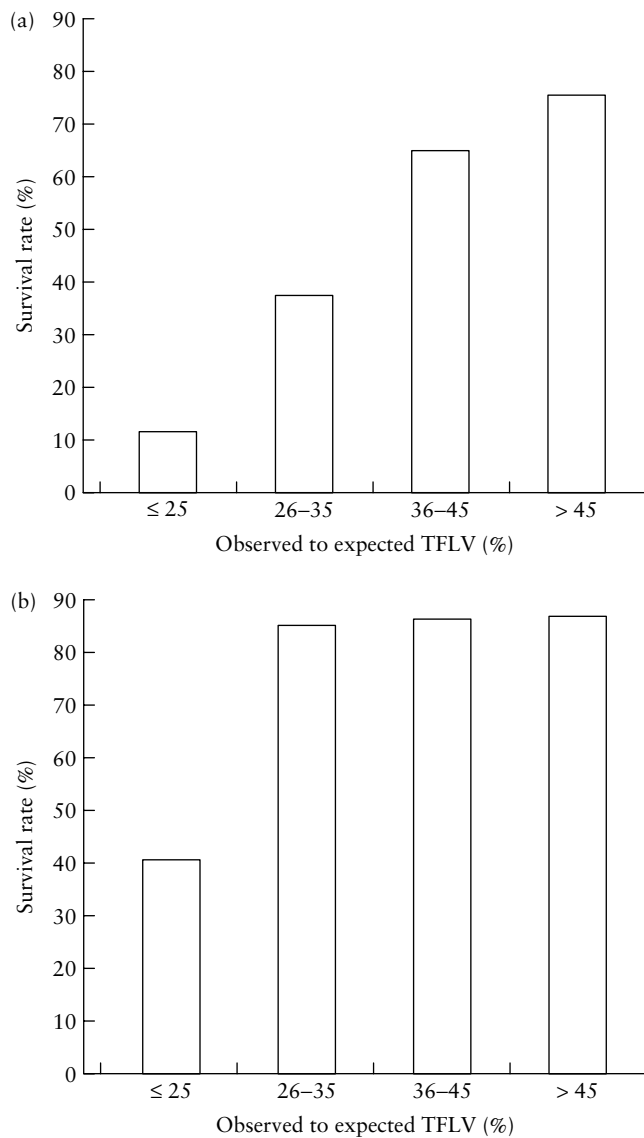 (a)
90
80
70
60
50
40
30
20
10
0
Survival rate (%)
≤ 25 26–35 36–45 > 45
Observed to expected TFLV (%)
(b)
90
80
70
60
50
40
30
20
10
0
Survival rate (%)
≤ 25 26–35 36–45 > 45
Observed to expected TFLV (%)